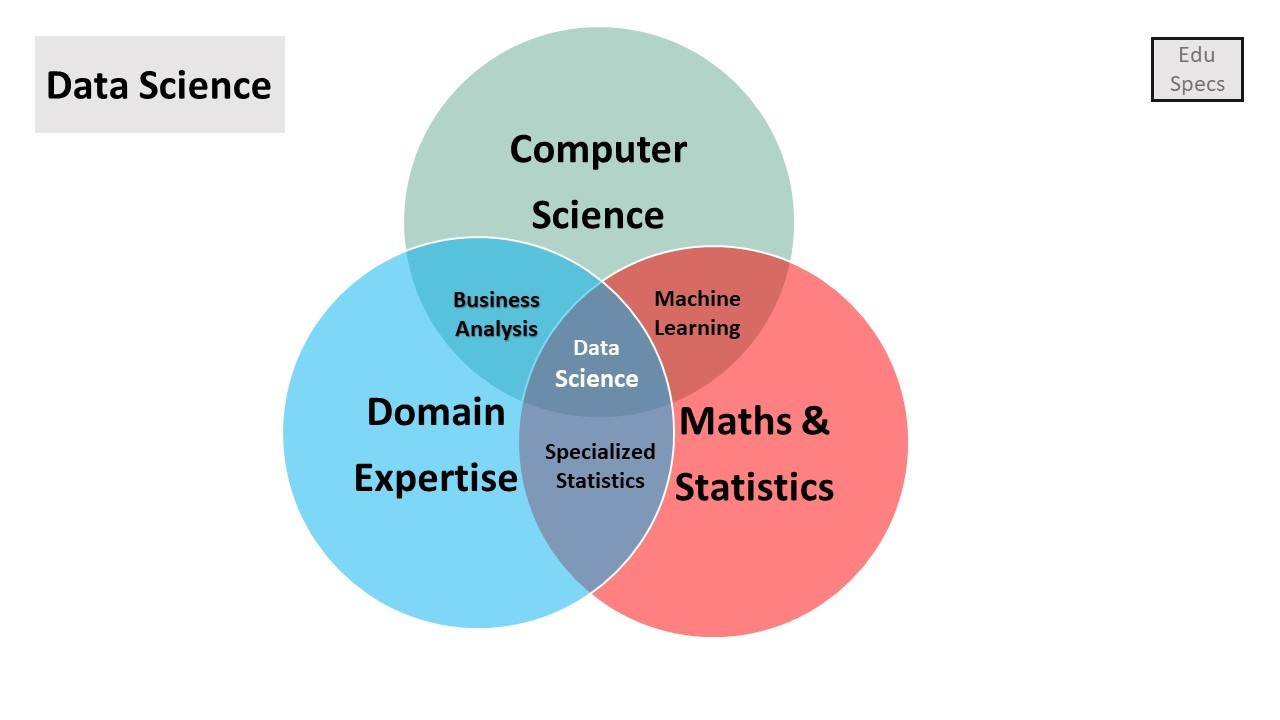 Data Science
Edu
Specs
Computer
Science
Business
Analysis
Machine
Learning
Data
Science
Domain
Expertise
Maths &
Statistics
Specialized
Statistics